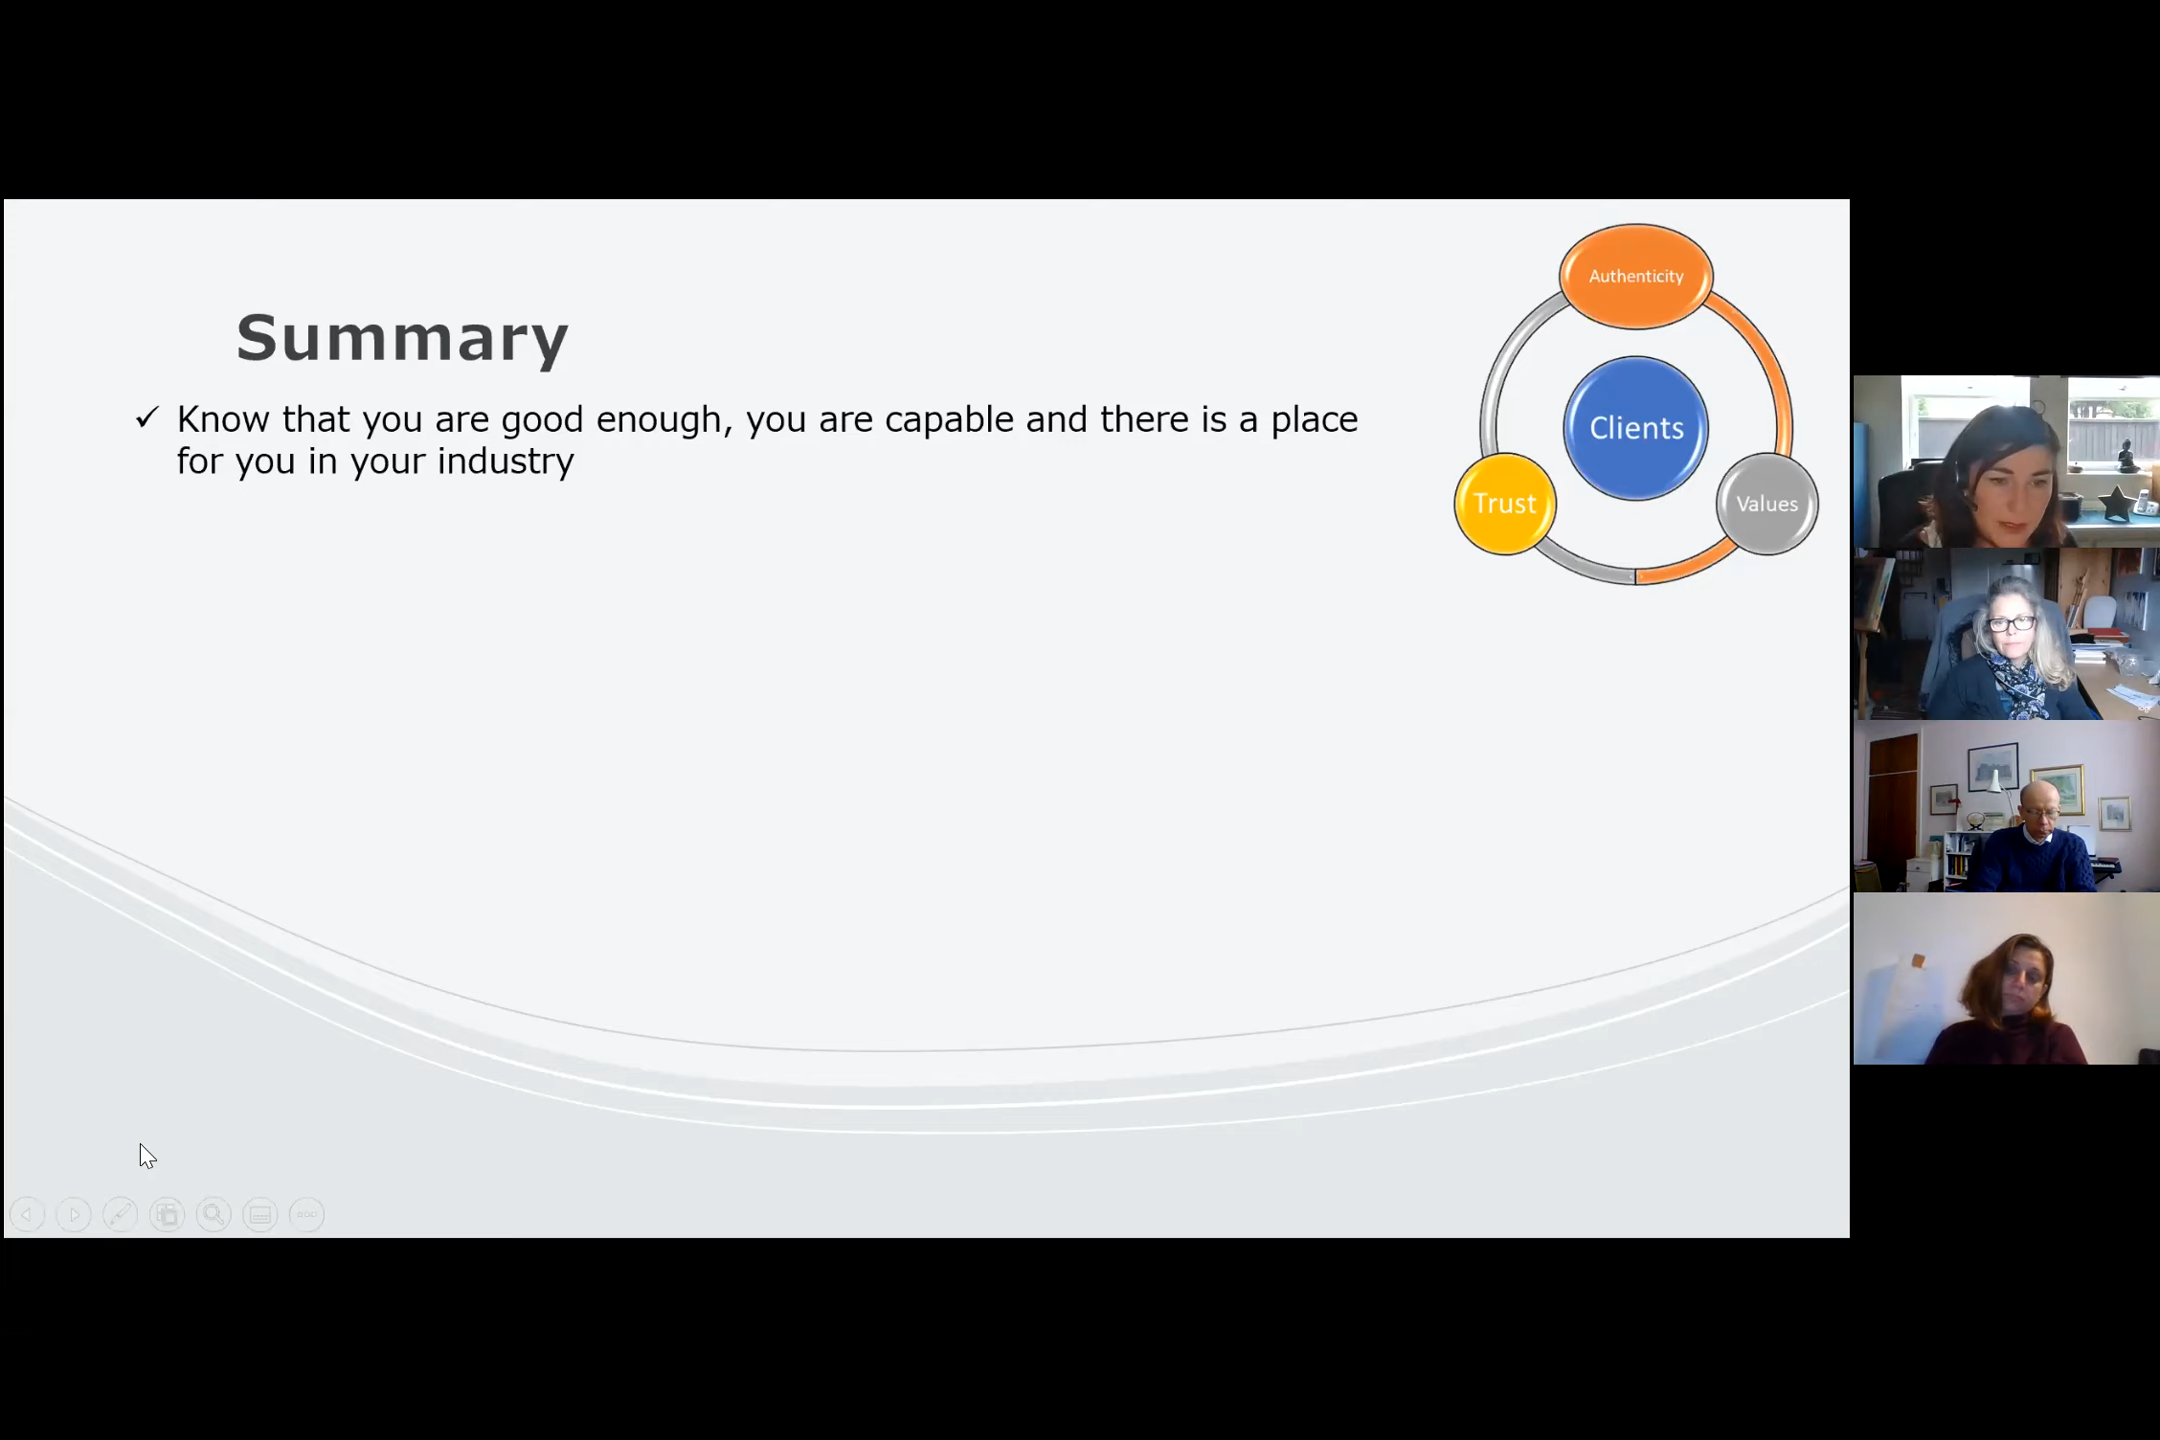 Summary
✓ Know that you are good enough, you are capable and there is a place
for you in your industry
Authenticity
Clients
Trust
Values